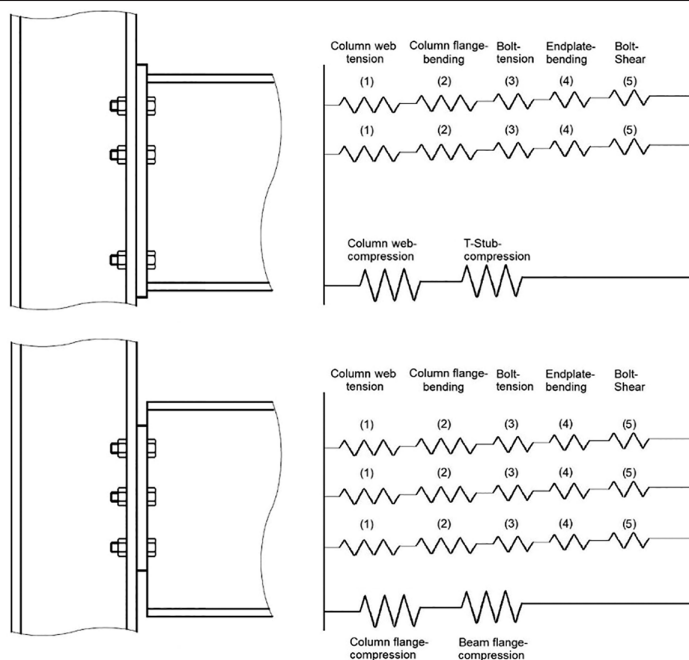 Column web tension
Column flange-bending
Bolt-tension
Endplate-bending
Bolt-Shear
(1) (2) (3) (4) (5)
(1) (2) (3) (4) (5)
Column web-compression
T-Stub-compression
Column web tension
Column flange-bending
Bolt-tension
Endplate-bending
Bolt-Shear
(1) (2) (3) (4) (5)
(1) (2) (3) (4) (5)
(1) (2) (3) (4) (5)
Column flange-compression
Beam flange-compression